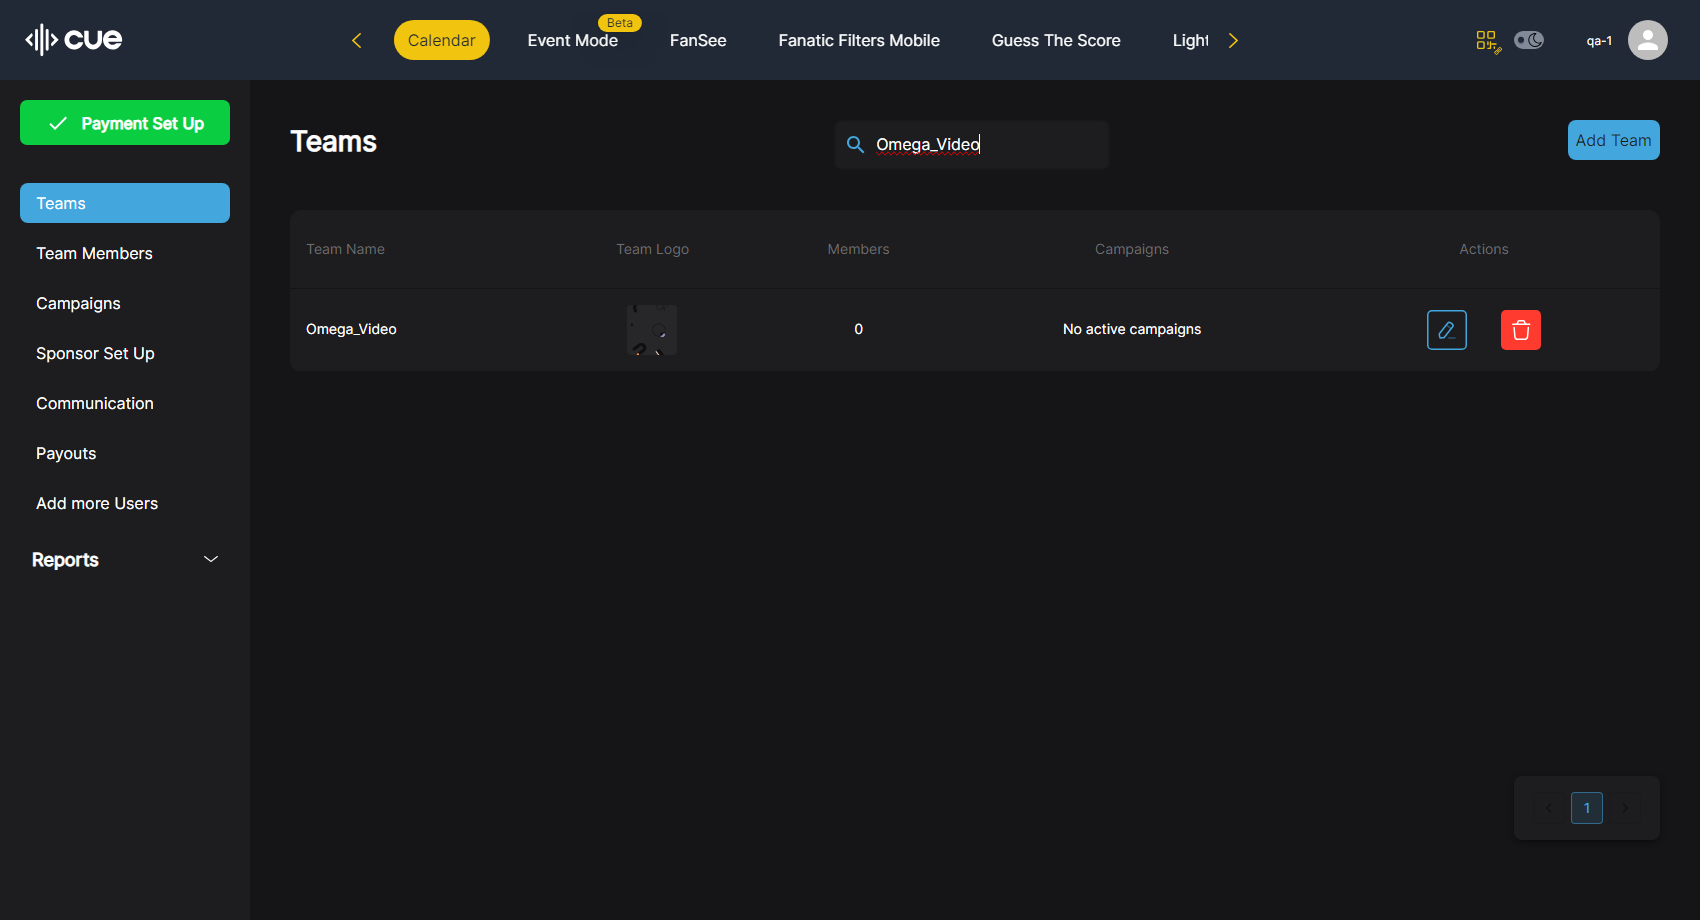 cue
Calendar
Event Mode
Beta
FanSee
Fanatic Filters Mobile
Guess The Score
Light
qa-1
Payment Set Up
Teams
Team Members
Campaigns
Sponsor Set Up
Communication
Payouts
Add more Users
Reports
Teams
Omega_Video
Add Team
Team Name Team Logo Members Campaigns Actions
Omega_Video 0 No active campaigns
1